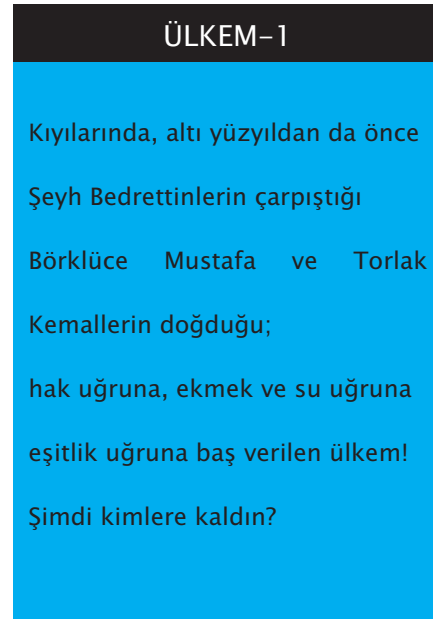 ÜLKEM-1
Kıyılarında, altı yüzyıldan da önce
Şeyh Bedrettinlerin çarpıştığı
Börklüce Mustafa ve Torlak
Kemallerin doğduğu;
hak uğruna, ekmek ve su uğruna
eşitlik uğruna baş verilen ülkem!
Şimdi kimlere kaldın?